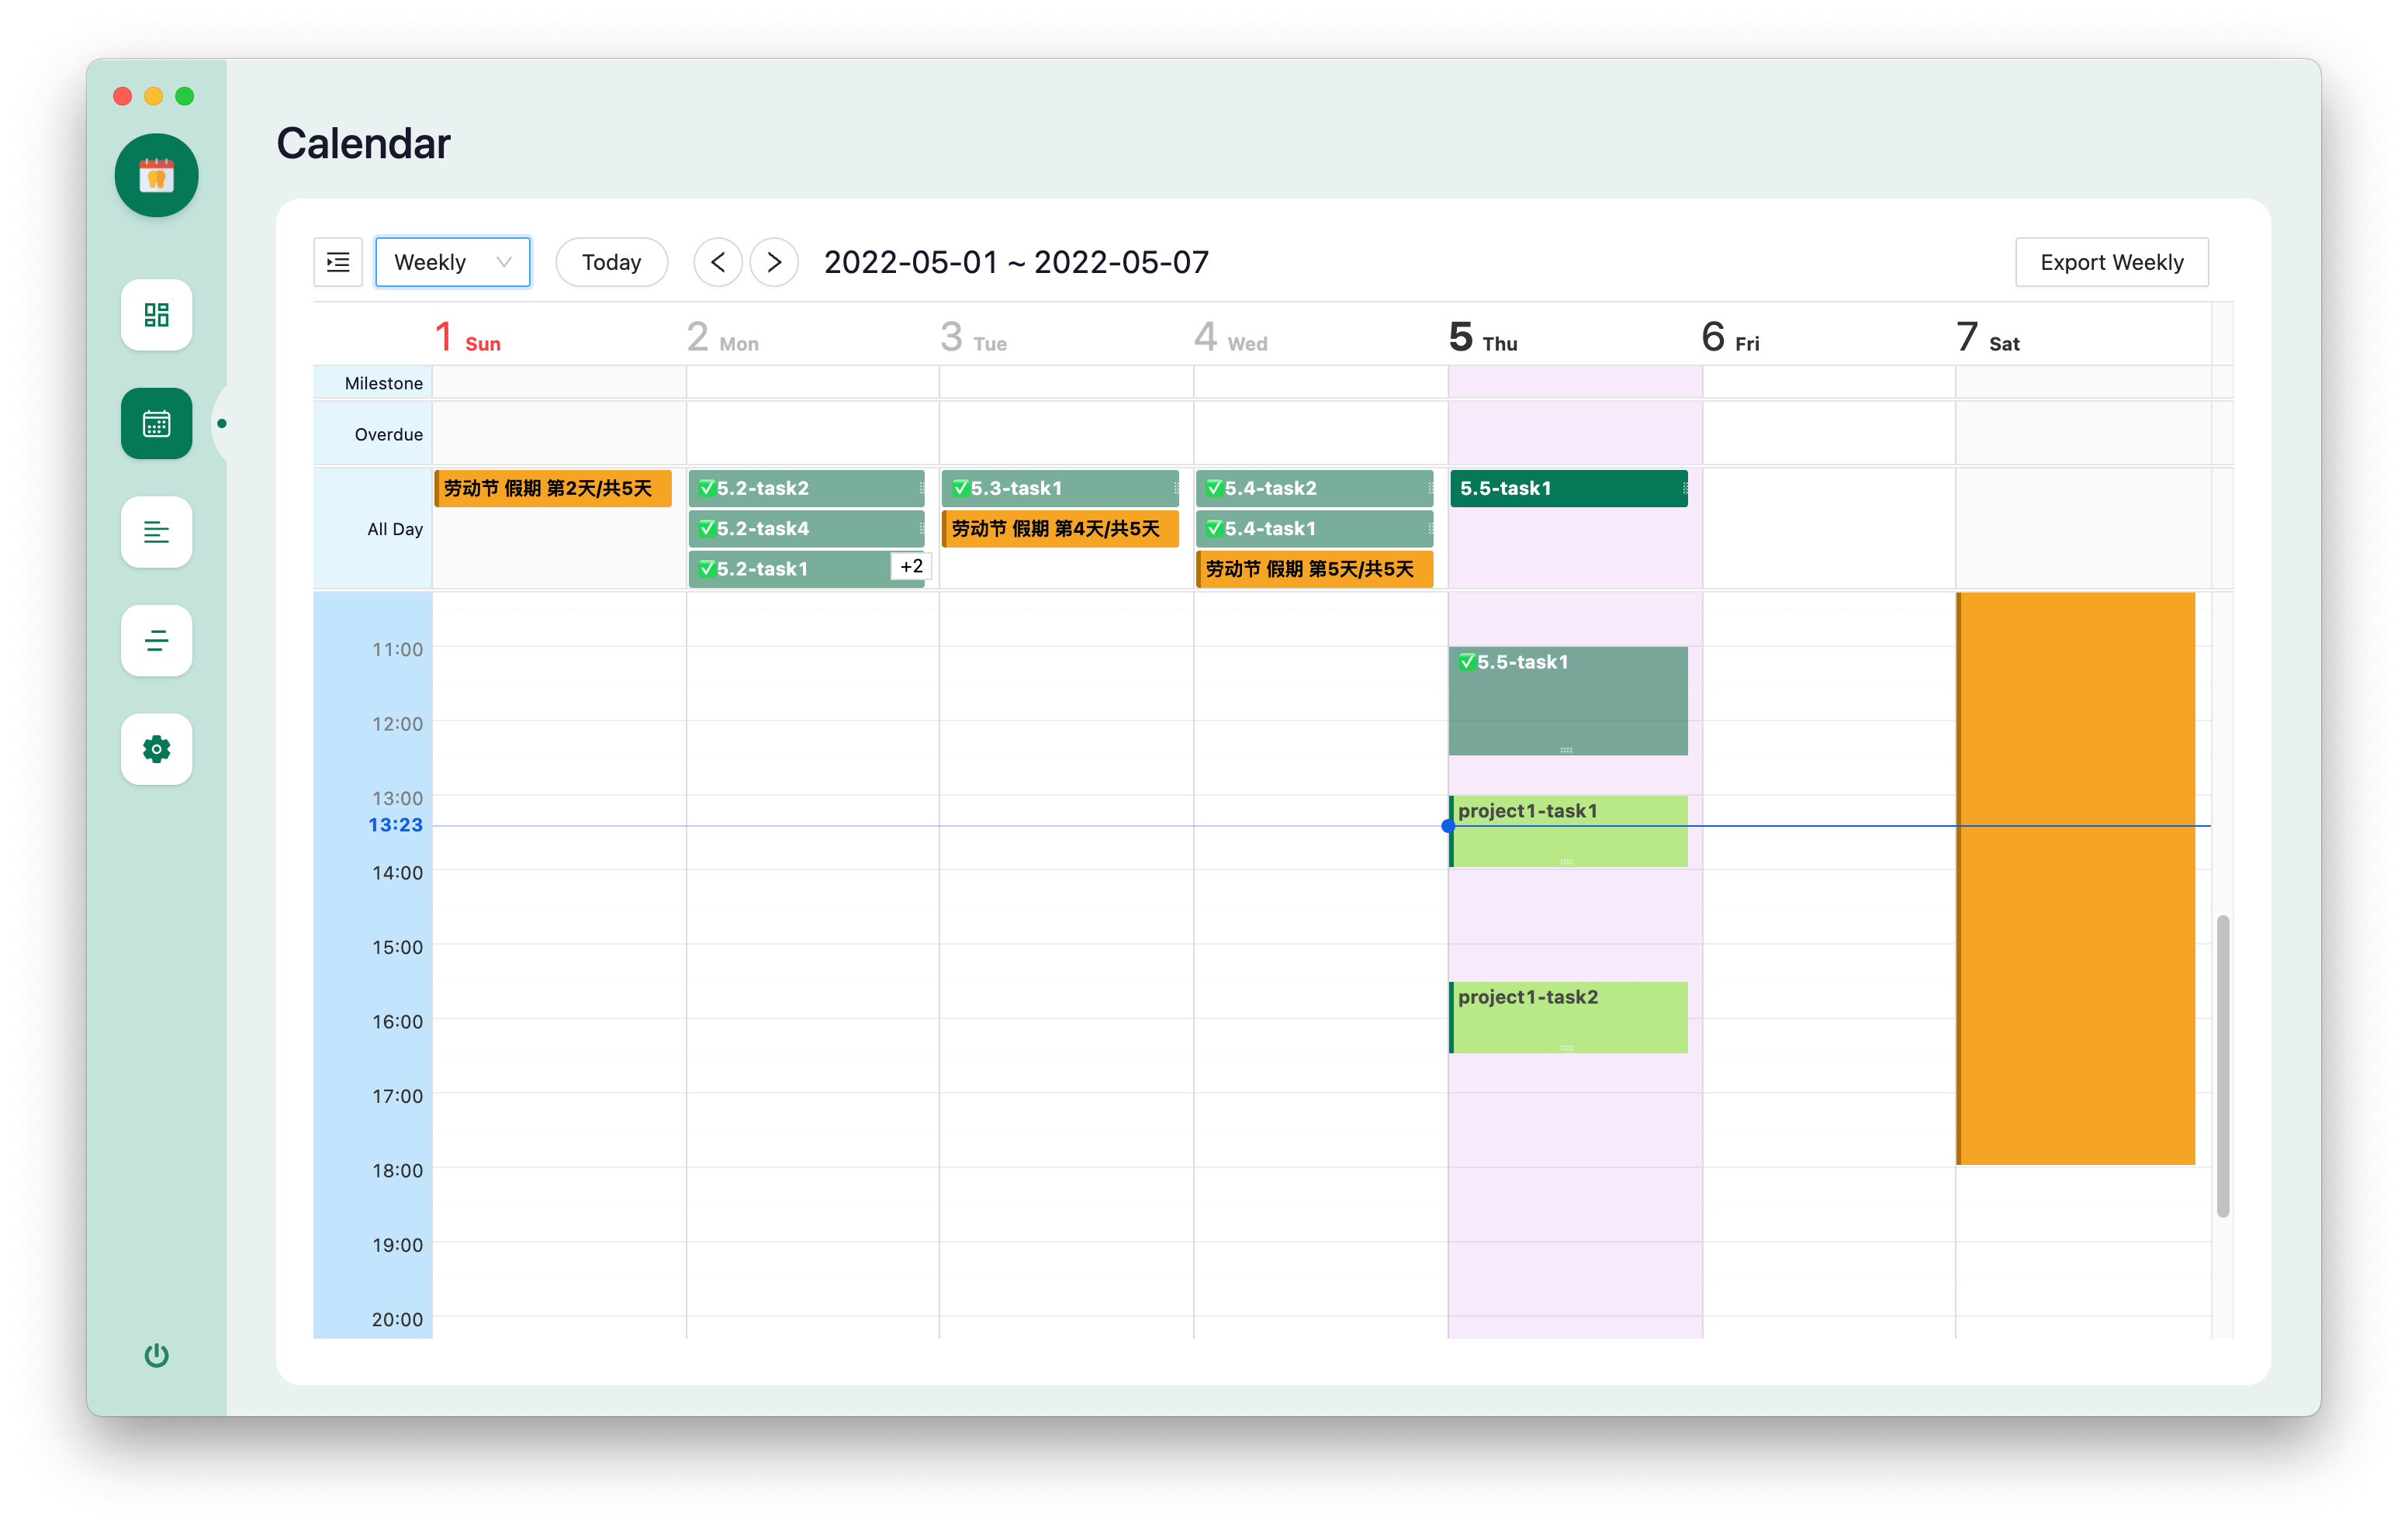 Calendar
Weekly Today 2022-05-01 ~ 2022-05-07 Export Weekly
1 Sun 2 Mon 3 Tue 4 Wed 5 Thu 6 Fri 7 Sat
Milestone
Overdue
All Day
劳动节 假期 第2天/共5天
✅5.2-task2
✅5.2-task4
✅5.2-task1
+2
✅5.3-task1
劳动节 假期 第4天/共5天
✅5.4-task2
✅5.4-task1
劳动节 假期 第5天/共5天
5.5-task1
11:00
12:00
13:00
13:23
14:00
15:00
16:00
17:00
18:00
19:00
20:00
✅5.5-task1
project1-task1
project1-task2